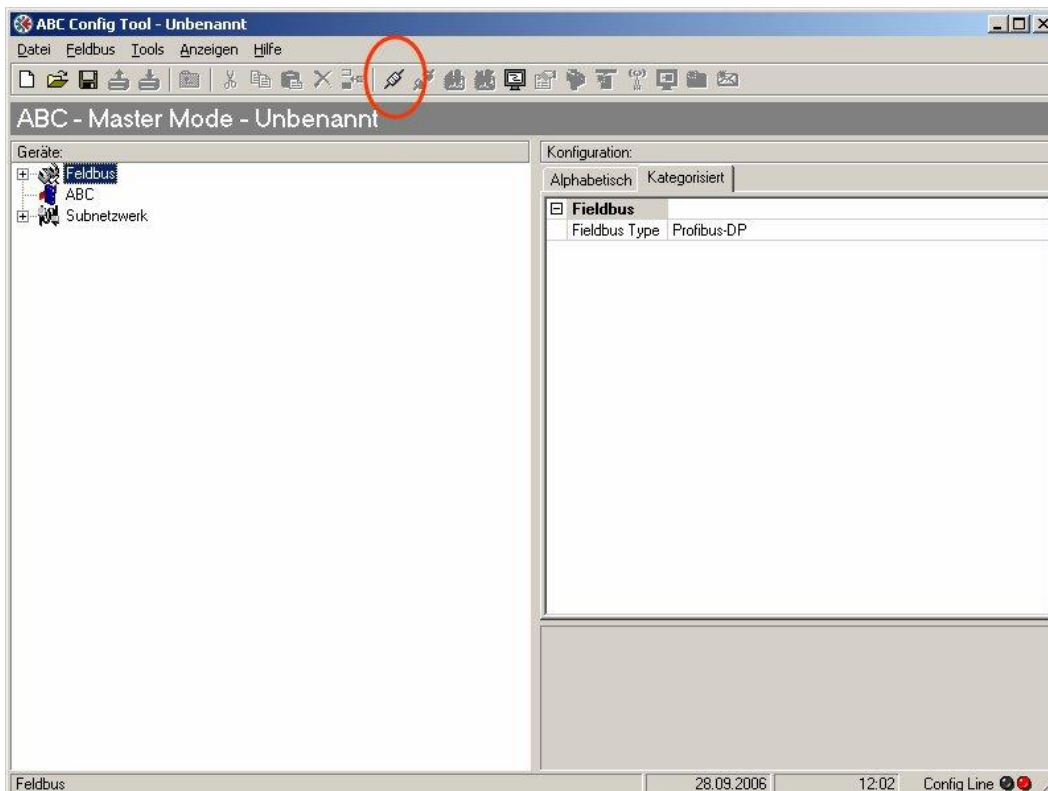 ABC Config Tool - Unbenannt
Datei Feldbus Tools Anzeigen Hilfe
ABC - Master Mode - Unbenannt
Geräte:
Feldbus
ABC
Subnetzwerk
Konfiguration:
Alphabetisch Kategorisiert
Fieldbus
Fieldbus Type Profibus-DP
Feldbus 28.09.2006 12:02 Config Line